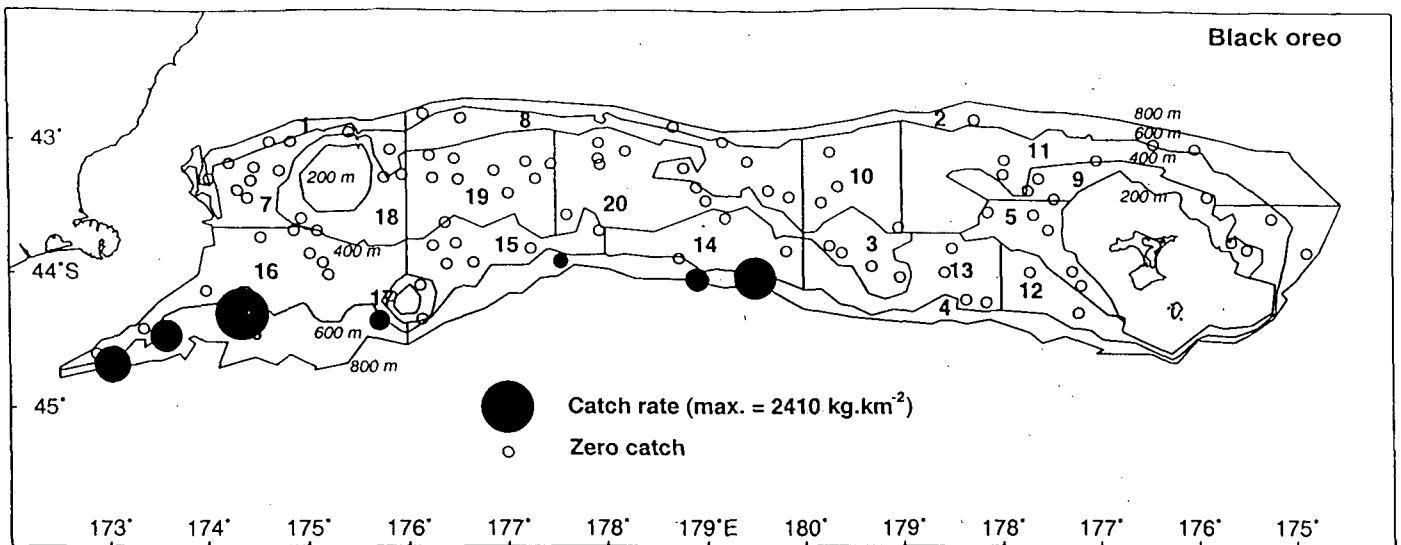 Black oreo
43°
44°S
45°
800 m
600 m
400 m
200 m
2
8
11
9
10
200 m
7
18
19
20
5
400 m
15
14
3
16
13
12
17
4
600 m
800 m
Catch rate (max. = 2410 kg.km-2)
Zero catch
173° 174° 175° 176° 177° 178° 179°E 180° 179° 178° 177° 176° 175°